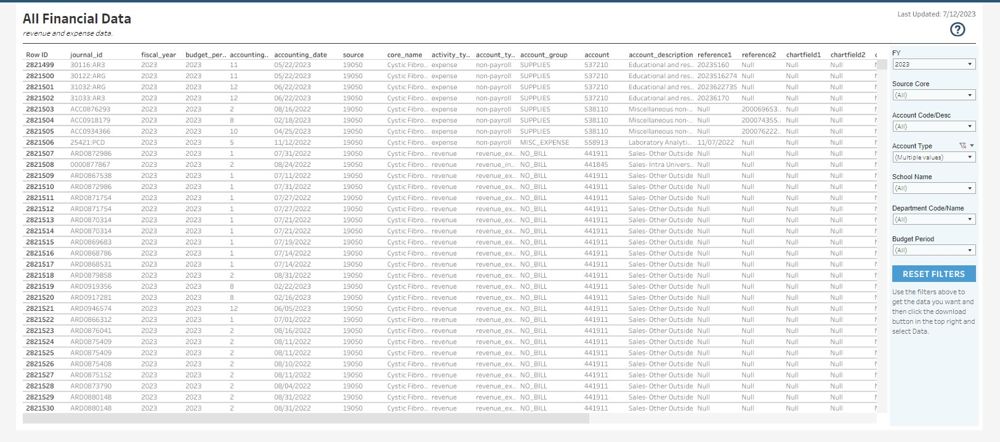 All Financial Data
revenue and expense data.
Last Updated: 7/12/2023
?
Row ID journal_id fiscal_year budget_per.. accounting.. accounting_date source core_name activity_ty.. account_ty.. account_group account account_description reference1 reference2 chartfield1 chartfield2
2821499 30116:AR3 2023 2023 11 05/22/2023 19050 Cystic Fibro.. expense non-payroll SUPPLIES 537210 Educational and res.. 20235160 Null Null Null
2821500 30122:ARG 2023 2023 11 05/22/2023 19050 Cystic Fibro.. expense non-payroll SUPPLIES 537210 Educational and res.. 2023516274 Null Null Null
2821501 31032:ARG 2023 2023 12 06/22/2023 19050 Cystic Fibro.. expense non-payroll SUPPLIES 537210 Educational and res.. 2023622735 Null Null Null
2821502 31033:AR3 2023 2023 12 06/22/2023 19050 Cystic Fibro.. expense non-payroll SUPPLIES 537210 Educational and res.. 20236170 Null Null Null
2821503 ACC0876293 2023 2023 2 08/16/2022 19050 Cystic Fibro.. expense non-payroll SUPPLIES 538110 Miscellaneous non-.. Null 200069653.. Null Null
2821504 ACC0918179 2023 2023 8 02/18/2023 19050 Cystic Fibro.. expense non-payroll SUPPLIES 538110 Miscellaneous non-.. Null 200074355.. Null Null
2821505 ACC0934366 2023 2023 10 04/25/2023 19050 Cystic Fibro.. expense non-payroll SUPPLIES 538110 Miscellaneous non-.. Null 200076222.. Null Null
2821506 25421:PCD 2023 2023 5 11/12/2022 19050 Cystic Fibro.. expense non-payroll MISC_EXPENSE 558913 Laboratory Analyti.. 11/07/2022 Null Null Null
2821507 ARD0872986 2023 2023 1 07/31/2022 19050 Cystic Fibro.. revenue revenue_ex.. NO_BILL 441911 Sales- Other Outside Null Null Null Null
2821508 0000877867 2023 2023 2 08/24/2022 19050 Cystic Fibro.. revenue revenue_in.. NO_BILL 441845 Sales- Intra Univers.. Null Null Null Null
2821509 ARD0867538 2023 2023 1 07/11/2022 19050 Cystic Fibro.. revenue revenue_ex.. NO_BILL 441911 Sales- Other Outside Null Null Null Null
2821510 ARD0872986 2023 2023 1 07/31/2022 19050 Cystic Fibro.. revenue revenue_ex.. NO_BILL 441911 Sales- Other Outside Null Null Null Null
2821511 ARD0871754 2023 2023 1 07/27/2022 19050 Cystic Fibro.. revenue revenue_ex.. NO_BILL 441911 Sales- Other Outside Null Null Null Null
2821512 ARD0871754 2023 2023 1 07/27/2022 19050 Cystic Fibro.. revenue revenue_ex.. NO_BILL 441911 Sales- Other Outside Null Null Null Null
2821513 ARD0870314 2023 2023 1 07/21/2022 19050 Cystic Fibro.. revenue revenue_ex.. NO_BILL 441911 Sales- Other Outside Null Null Null Null
2821514 ARD0870314 2023 2023 1 07/21/2022 19050 Cystic Fibro.. revenue revenue_ex.. NO_BILL 441911 Sales- Other Outside Null Null Null Null
2821515 ARD0869683 2023 2023 1 07/19/2022 19050 Cystic Fibro.. revenue revenue_ex.. NO_BILL 441911 Sales- Other Outside Null Null Null Null
2821516 ARD0868786 2023 2023 1 07/14/2022 19050 Cystic Fibro.. revenue revenue_ex.. NO_BILL 441911 Sales- Other Outside Null Null Null Null
2821517 ARD0868531 2023 2023 1 07/14/2022 19050 Cystic Fibro.. revenue revenue_ex.. NO_BILL 441911 Sales- Other Outside Null Null Null Null
2821518 ARD0879858 2023 2023 2 08/31/2022 19050 Cystic Fibro.. revenue revenue_ex.. NO_BILL 441911 Sales- Other Outside Null Null Null Null
2821519 ARD0919356 2023 2023 8 02/22/2023 19050 Cystic Fibro.. revenue revenue_ex.. NO_BILL 441911 Sales- Other Outside Null Null Null Null
2821520 ARD0917281 2023 2023 8 02/16/2023 19050 Cystic Fibro.. revenue revenue_ex.. NO_BILL 441911 Sales- Other Outside Null Null Null Null
2821521 ARD0946574 2023 2023 12 06/05/2023 19050 Cystic Fibro.. revenue revenue_ex.. NO_BILL 441911 Sales- Other Outside Null Null Null Null
2821522 ARD0866312 2023 2023 1 07/01/2022 19050 Cystic Fibro.. revenue revenue_ex.. NO_BILL 441911 Sales- Other Outside Null Null Null Null
2821523 ARD0876041 2023 2023 2 08/16/2022 19050 Cystic Fibro.. revenue revenue_ex.. NO_BILL 441911 Sales- Other Outside Null Null Null Null
2821524 ARD0875409 2023 2023 2 08/11/2022 19050 Cystic Fibro.. revenue revenue_ex.. NO_BILL 441911 Sales- Other Outside Null Null Null Null
2821525 ARD0875409 2023 2023 2 08/11/2022 19050 Cystic Fibro.. revenue revenue_ex.. NO_BILL 441911 Sales- Other Outside Null Null Null Null
2821526 ARD0875408 2023 2023 2 08/10/2022 19050 Cystic Fibro.. revenue revenue_ex.. NO_BILL 441911 Sales- Other Outside Null Null Null Null
2821527 ARD0875152 2023 2023 2 08/11/2022 19050 Cystic Fibro.. revenue revenue_ex.. NO_BILL 441911 Sales- Other Outside Null Null Null Null
2821528 ARD0873790 2023 2023 2 08/04/2022 19050 Cystic Fibro.. revenue revenue_ex.. NO_BILL 441911 Sales- Other Outside Null Null Null Null
2821529 ARD0880148 2023 2023 2 08/31/2022 19050 Cystic Fibro.. revenue revenue_ex.. NO_BILL 441911 Sales- Other Outside Null Null Null Null
2821530 ARD0880148 2023 2023 2 08/31/2022 19050 Cystic Fibro.. revenue revenue_ex.. NO_BILL 441911 Sales- Other Outside Null Null Null Null
FY
2023
Source Core
(All)
Account Code/Desc
(All)
Account Type
(Multiple values)
School Name
(All)
Department Code/Name
(All)
Budget Period
(All)
RESET FILTERS
Use the filters above to
get the data you want and
then click the download
button in the top right and
select Data.